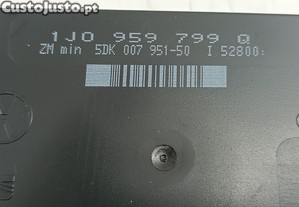 CustoJusto.pt
1J0 959 799 Q
ZM min 5DK 007 951-50 I 52800: